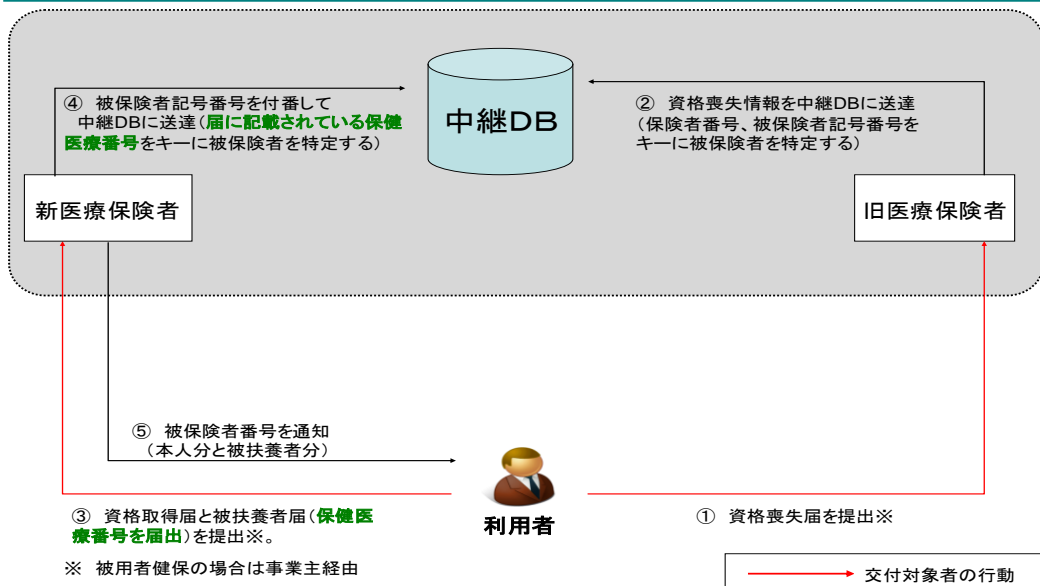 ④ 被保険者記号番号を付番して
中継DBに送達(届に記載されている保健
医療番号をキーに被保険者を特定する)
中継DB
② 資格喪失情報を中継DBに送達
(保険者番号、被保険者記号番号を
キーに被保険者を特定する)
新医療保険者
旧医療保険者
⑤ 被保険者番号を通知
(本人分と被扶養者分)
利用者
③ 資格取得届と被扶養者届(保健医
療番号を届出)を提出※。
※ 被用者健保の場合は事業主経由
① 資格喪失届を提出※
交付対象者の行動